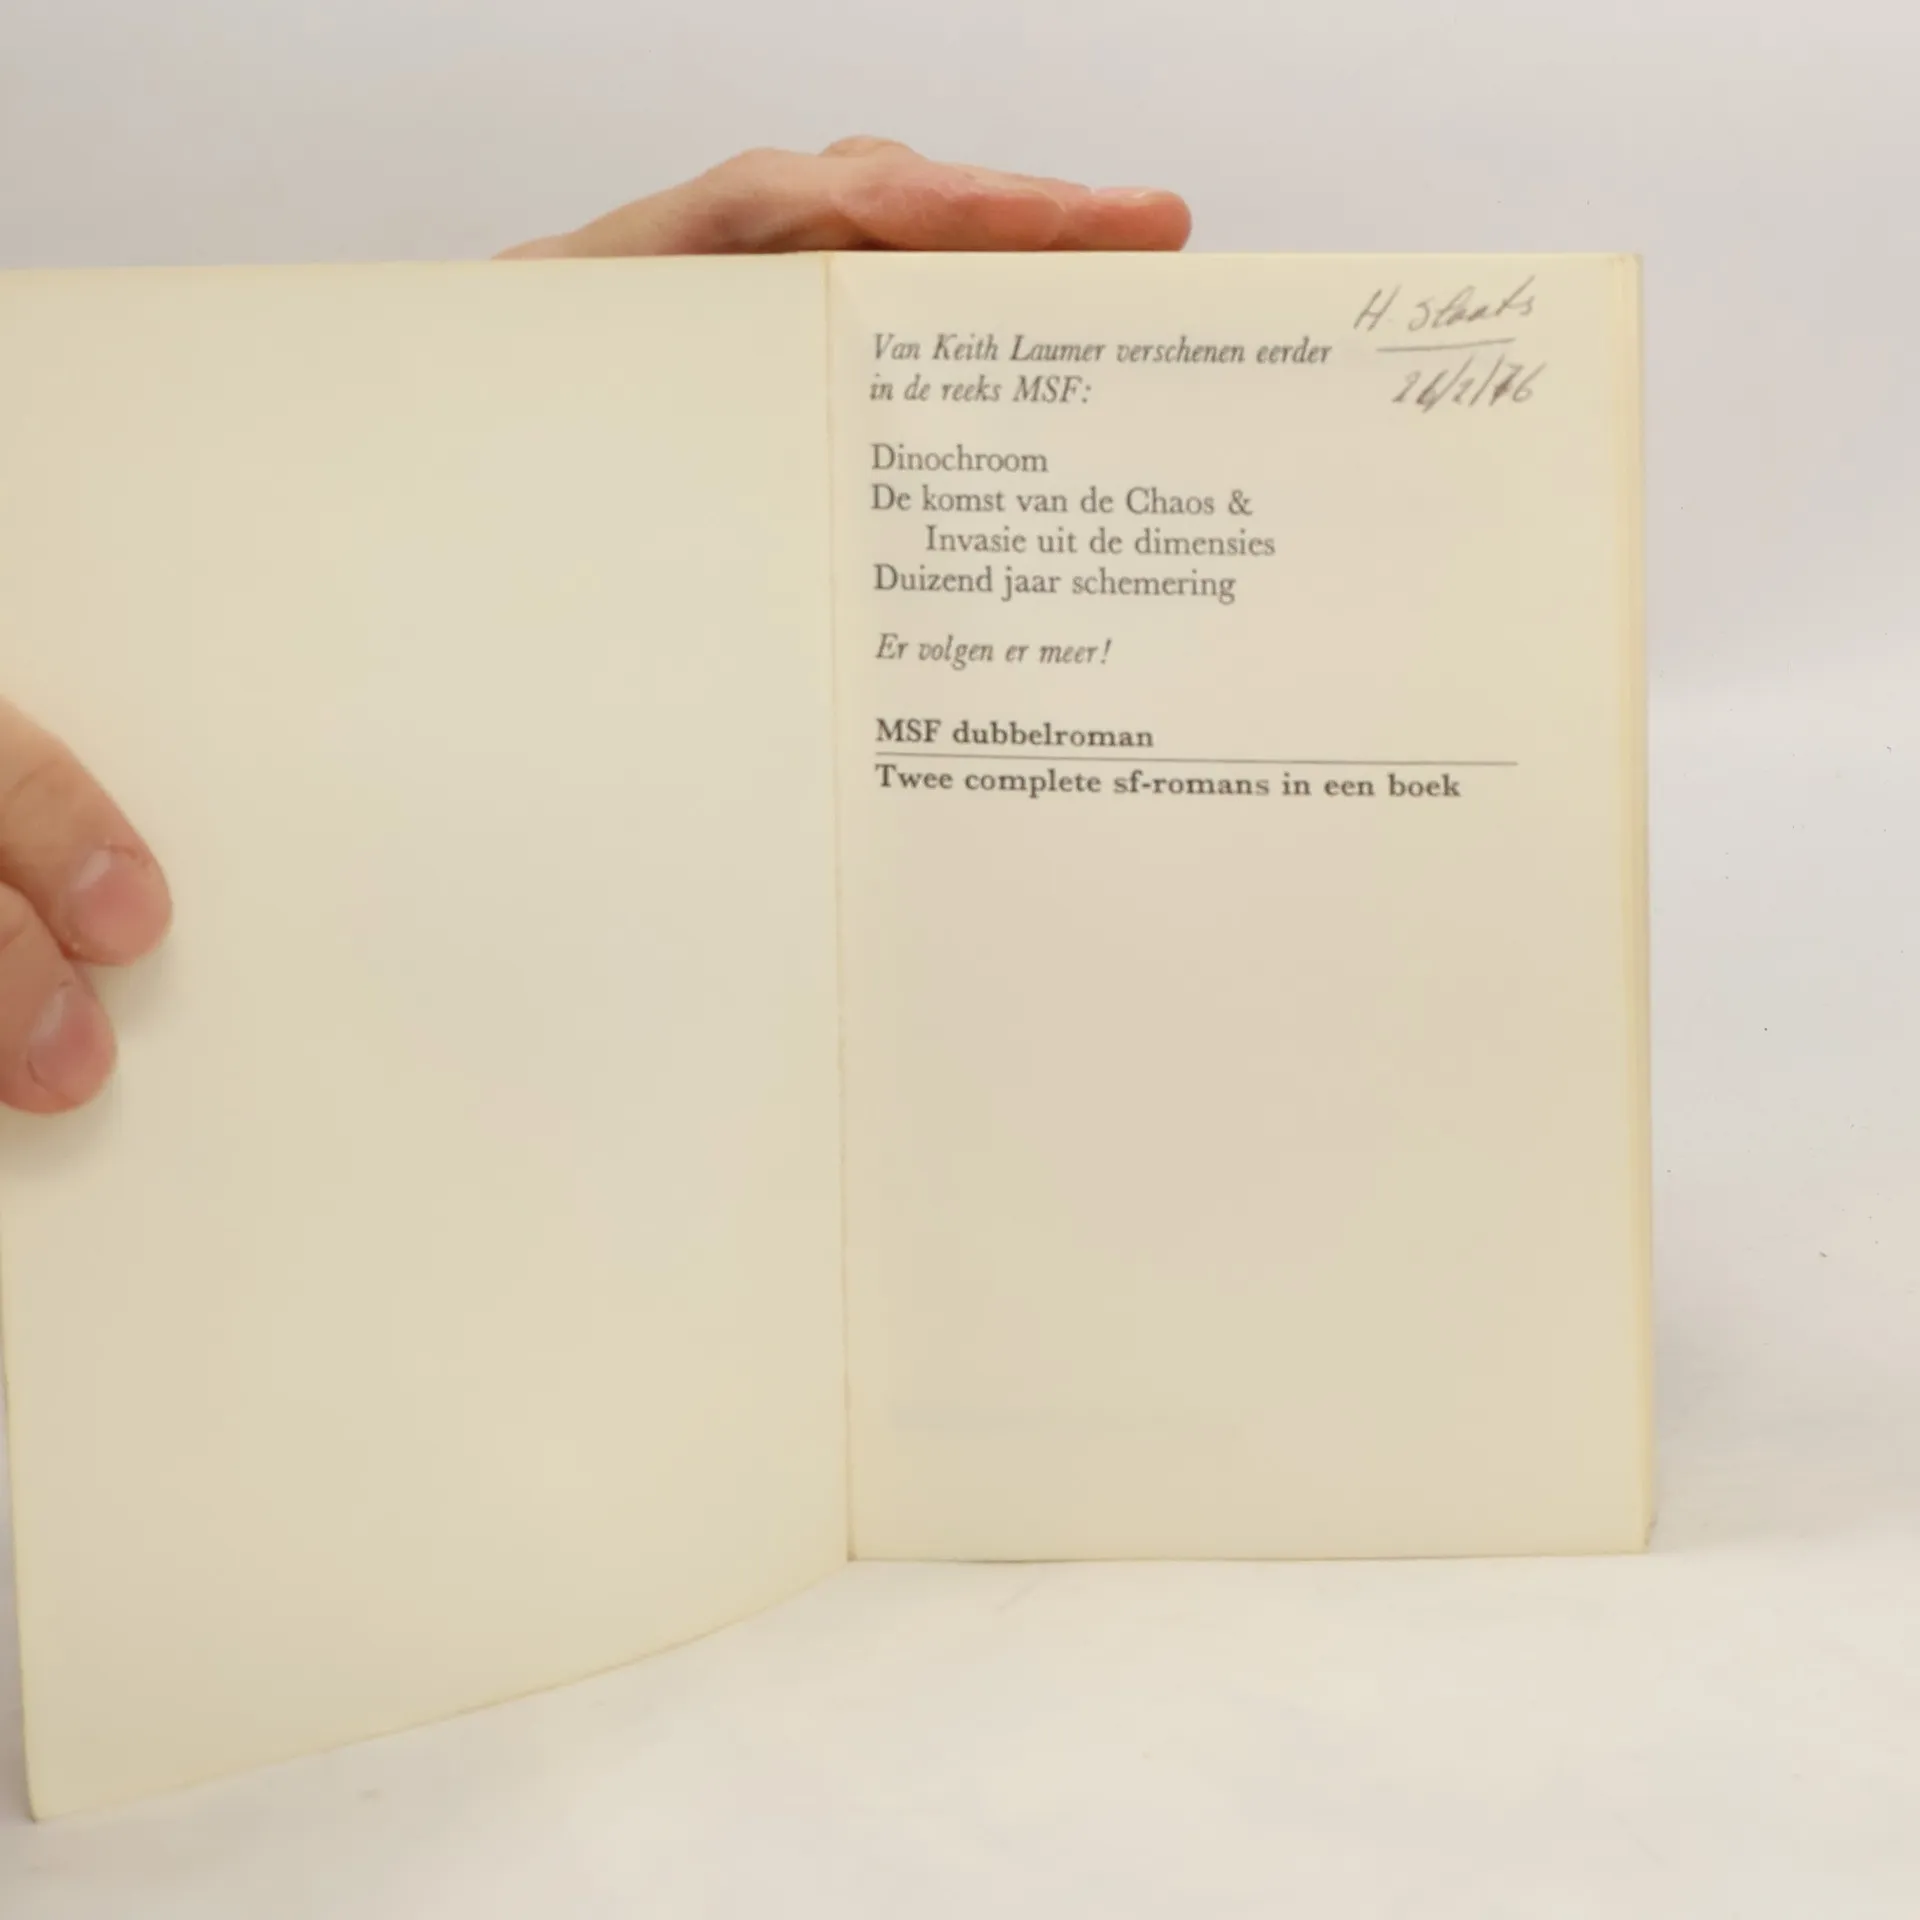 H. Staats
26/2/76
Van Keith Laumer verschenen eerder
in de reeks MSF:
Dinochroom
De komst van de Chaos &
Invasie uit de dimensies
Duizend jaar schemering
Er volgen er meer!
MSF dubbelroman
Twee complete sf-romans in een boek